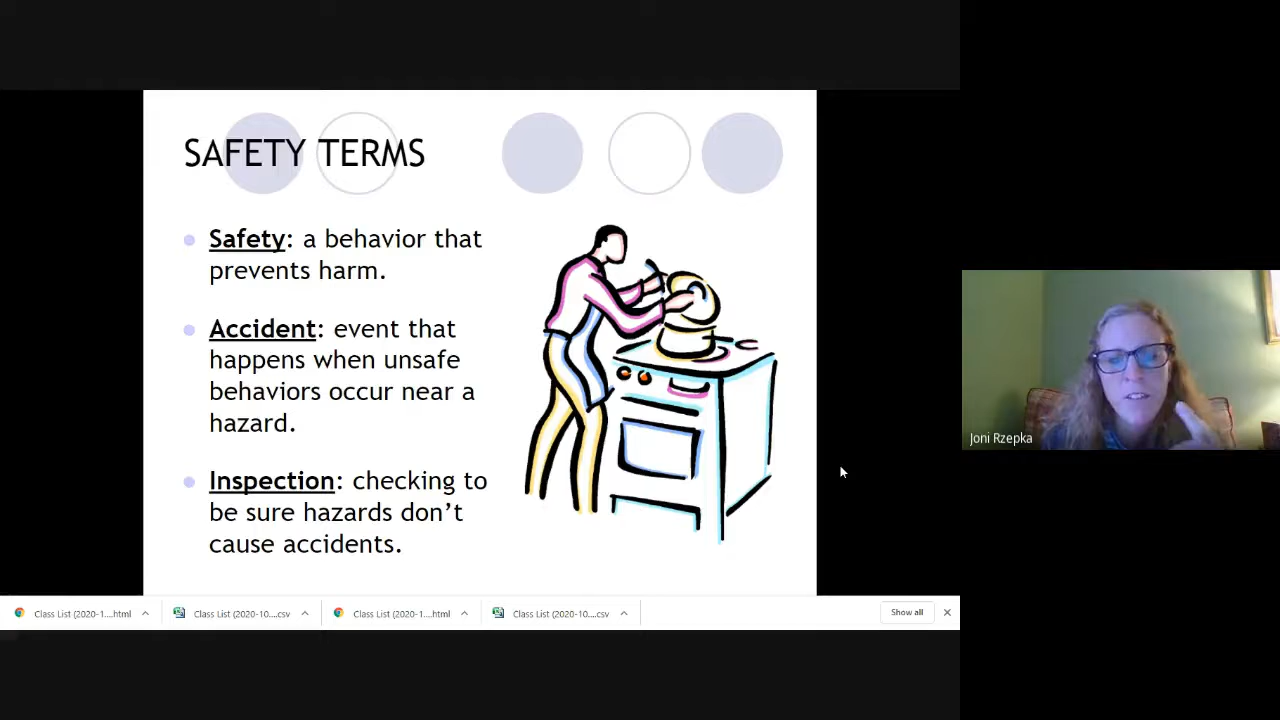 SAFETY TERMS
Safety: a behavior that
prevents harm.
Accident: event that
happens when unsafe
behaviors occur near a
hazard.
Inspection: checking to
be sure hazards don’t
cause accidents.
Joni Rzepka
Class List (2020-1....html
Class List (2020-10....csv
Class List (2020-1....html
Class List (2020-10....csv
Show all